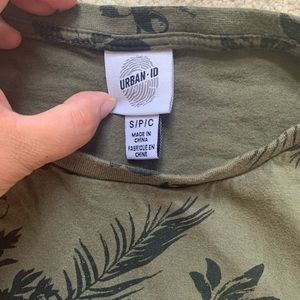 URBAN·ID
S/P/C
MADE IN
CHINA
FABRIQUÉ EN
CHINE